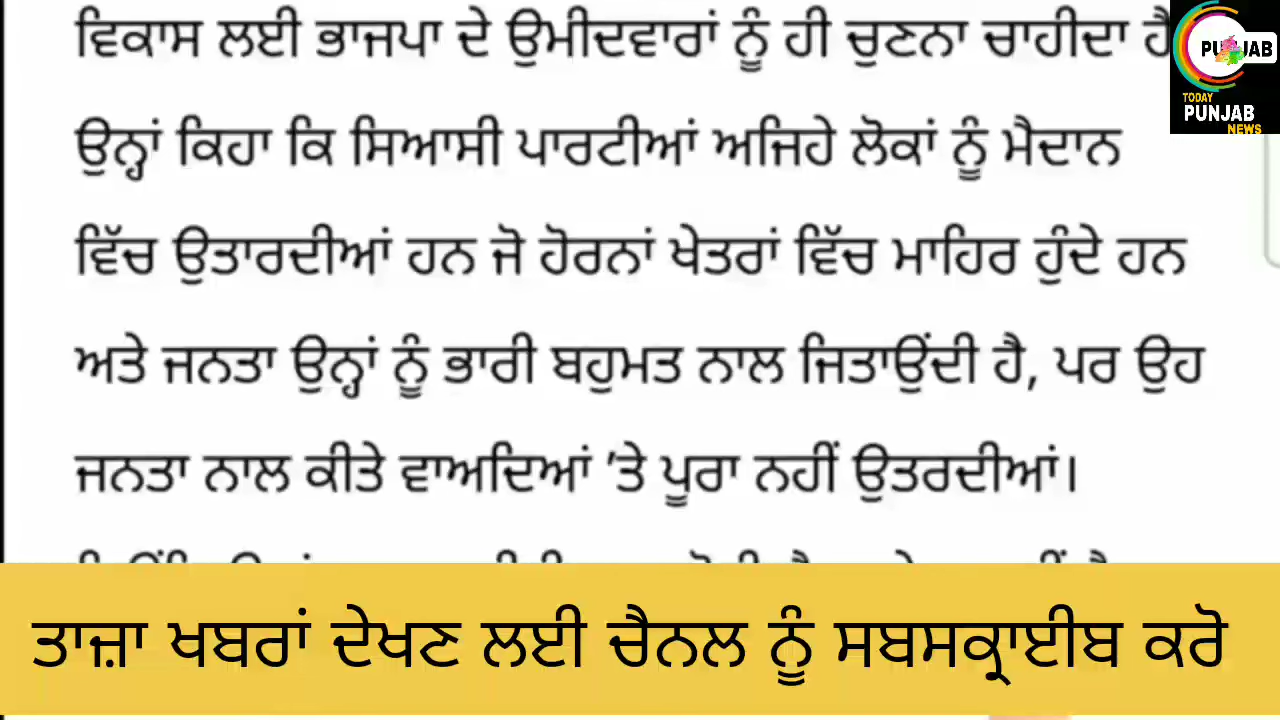 ਵਿਕਾਸ ਲਈ ਭਾਜਪਾ ਦੇ ਉਮੀਦਵਾਰਾਂ ਨੂੰ ਹੀ ਚੁਣਨਾ ਚਾਹੀਦਾ ਹੈ
PUNJAB
TODAY
PUNJAB
NEWS
ਉਨ੍ਹਾਂ ਕਿਹਾ ਕਿ ਸਿਆਸੀ ਪਾਰਟੀਆਂ ਅਜਿਹੇ ਲੋਕਾਂ ਨੂੰ ਮੈਦਾਨ
ਵਿੱਚ ਉਤਾਰਦੀਆਂ ਹਨ ਜੋ ਹੋਰਨਾਂ ਖੇਤਰਾਂ ਵਿੱਚ ਮਾਹਿਰ ਹੁੰਦੇ ਹਨ
ਅਤੇ ਜਨਤਾ ਉਨ੍ਹਾਂ ਨੂੰ ਭਾਰੀ ਬਹੁਮਤ ਨਾਲ ਜਿਤਾਉਂਦੀ ਹੈ, ਪਰ ਉਹ
ਜਨਤਾ ਨਾਲ ਕੀਤੇ ਵਾਅਦਿਆਂ 'ਤੇ ਪੂਰਾ ਨਹੀਂ ਉਤਰਦੀਆਂ।
ਤਾਜ਼ਾ ਖਬਰਾਂ ਦੇਖਣ ਲਈ ਚੈਨਲ ਨੂੰ ਸਬਸਕ੍ਰਾਈਬ ਕਰੋ